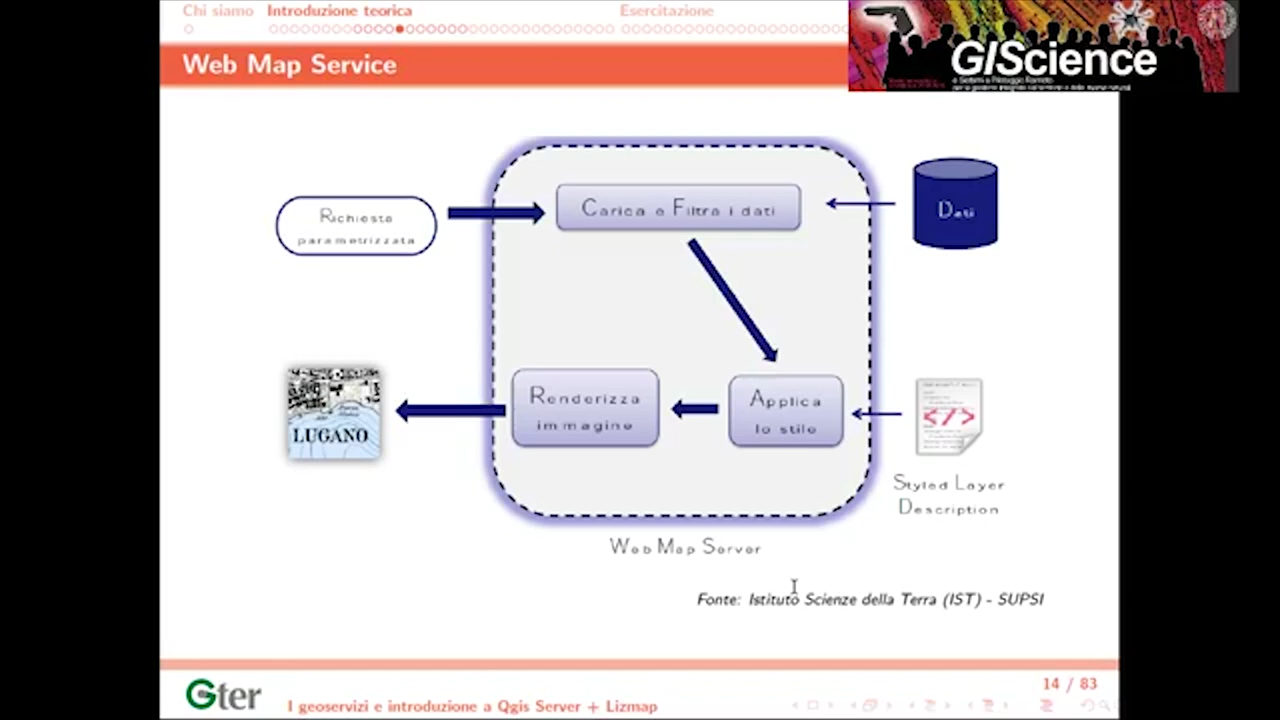 Chi siamo Introduzione teorica Esercitazione
GIScience
Web Map Service
Richiesta
parametrizzata
Carica e Filtra i dati
Dati
LUGANO
Renderizza
immagine
Applica
lo stile
</>
Styled Layer
Description
Web Map Server
Fonte: Istituto Scienze della Terra (IST) - SUPSI
Gter
I geoservizi e introduzione a Qgis Server + Lizmap
14 / 83